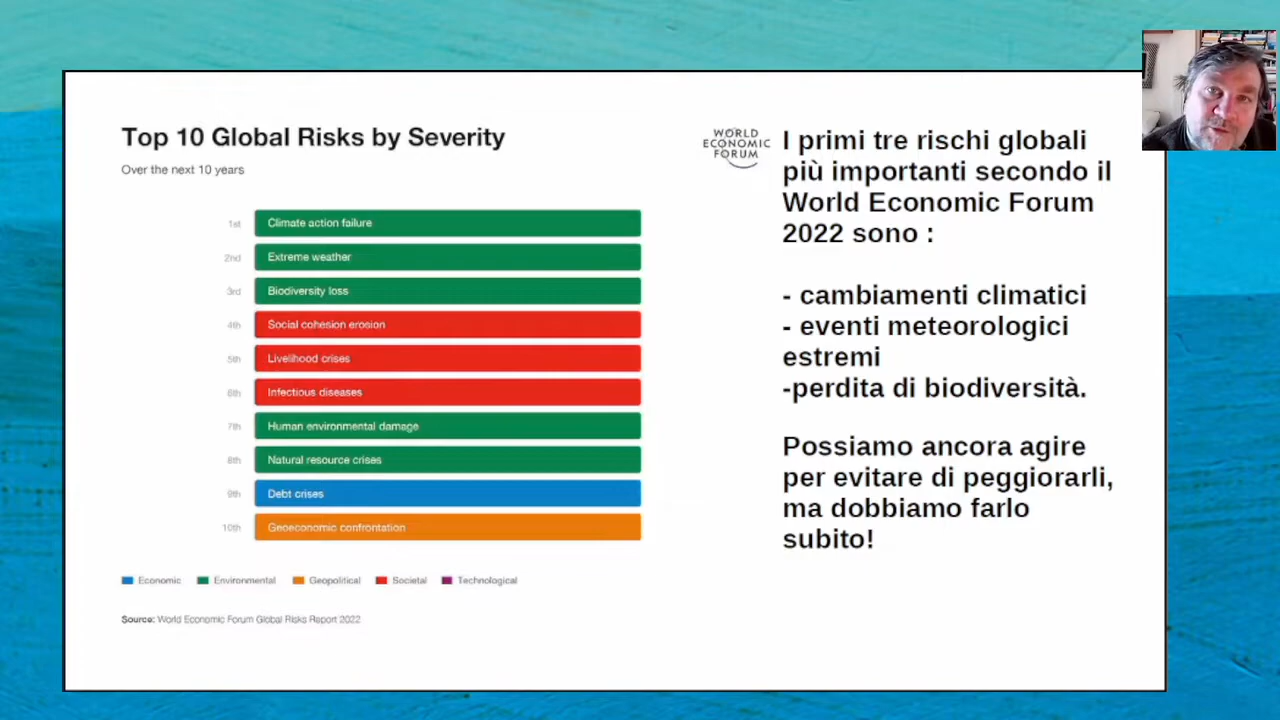 Top 10 Global Risks by Severity
Over the next 10 years
1st Climate action failure
2nd Extreme weather
3rd Biodiversity loss
4th Social cohesion erosion
5th Livelihood crises
6th Infectious diseases
7th Human environmental damage
8th Natural resource crises
9th Debt crises
10th Geoeconomic confrontation
Economic Environmental Geopolitical Societal Technological
Source: World Economic Forum Global Risks Report 2022
WORLD
ECONOMIC
FORUM
I primi tre rischi globali
più importanti secondo il
World Economic Forum
2022 sono :
- cambiamenti climatici
- eventi meteorologici
estremi
-perdita di biodiversità.
Possiamo ancora agire
per evitare di peggiorarli,
ma dobbiamo farlo
subito!